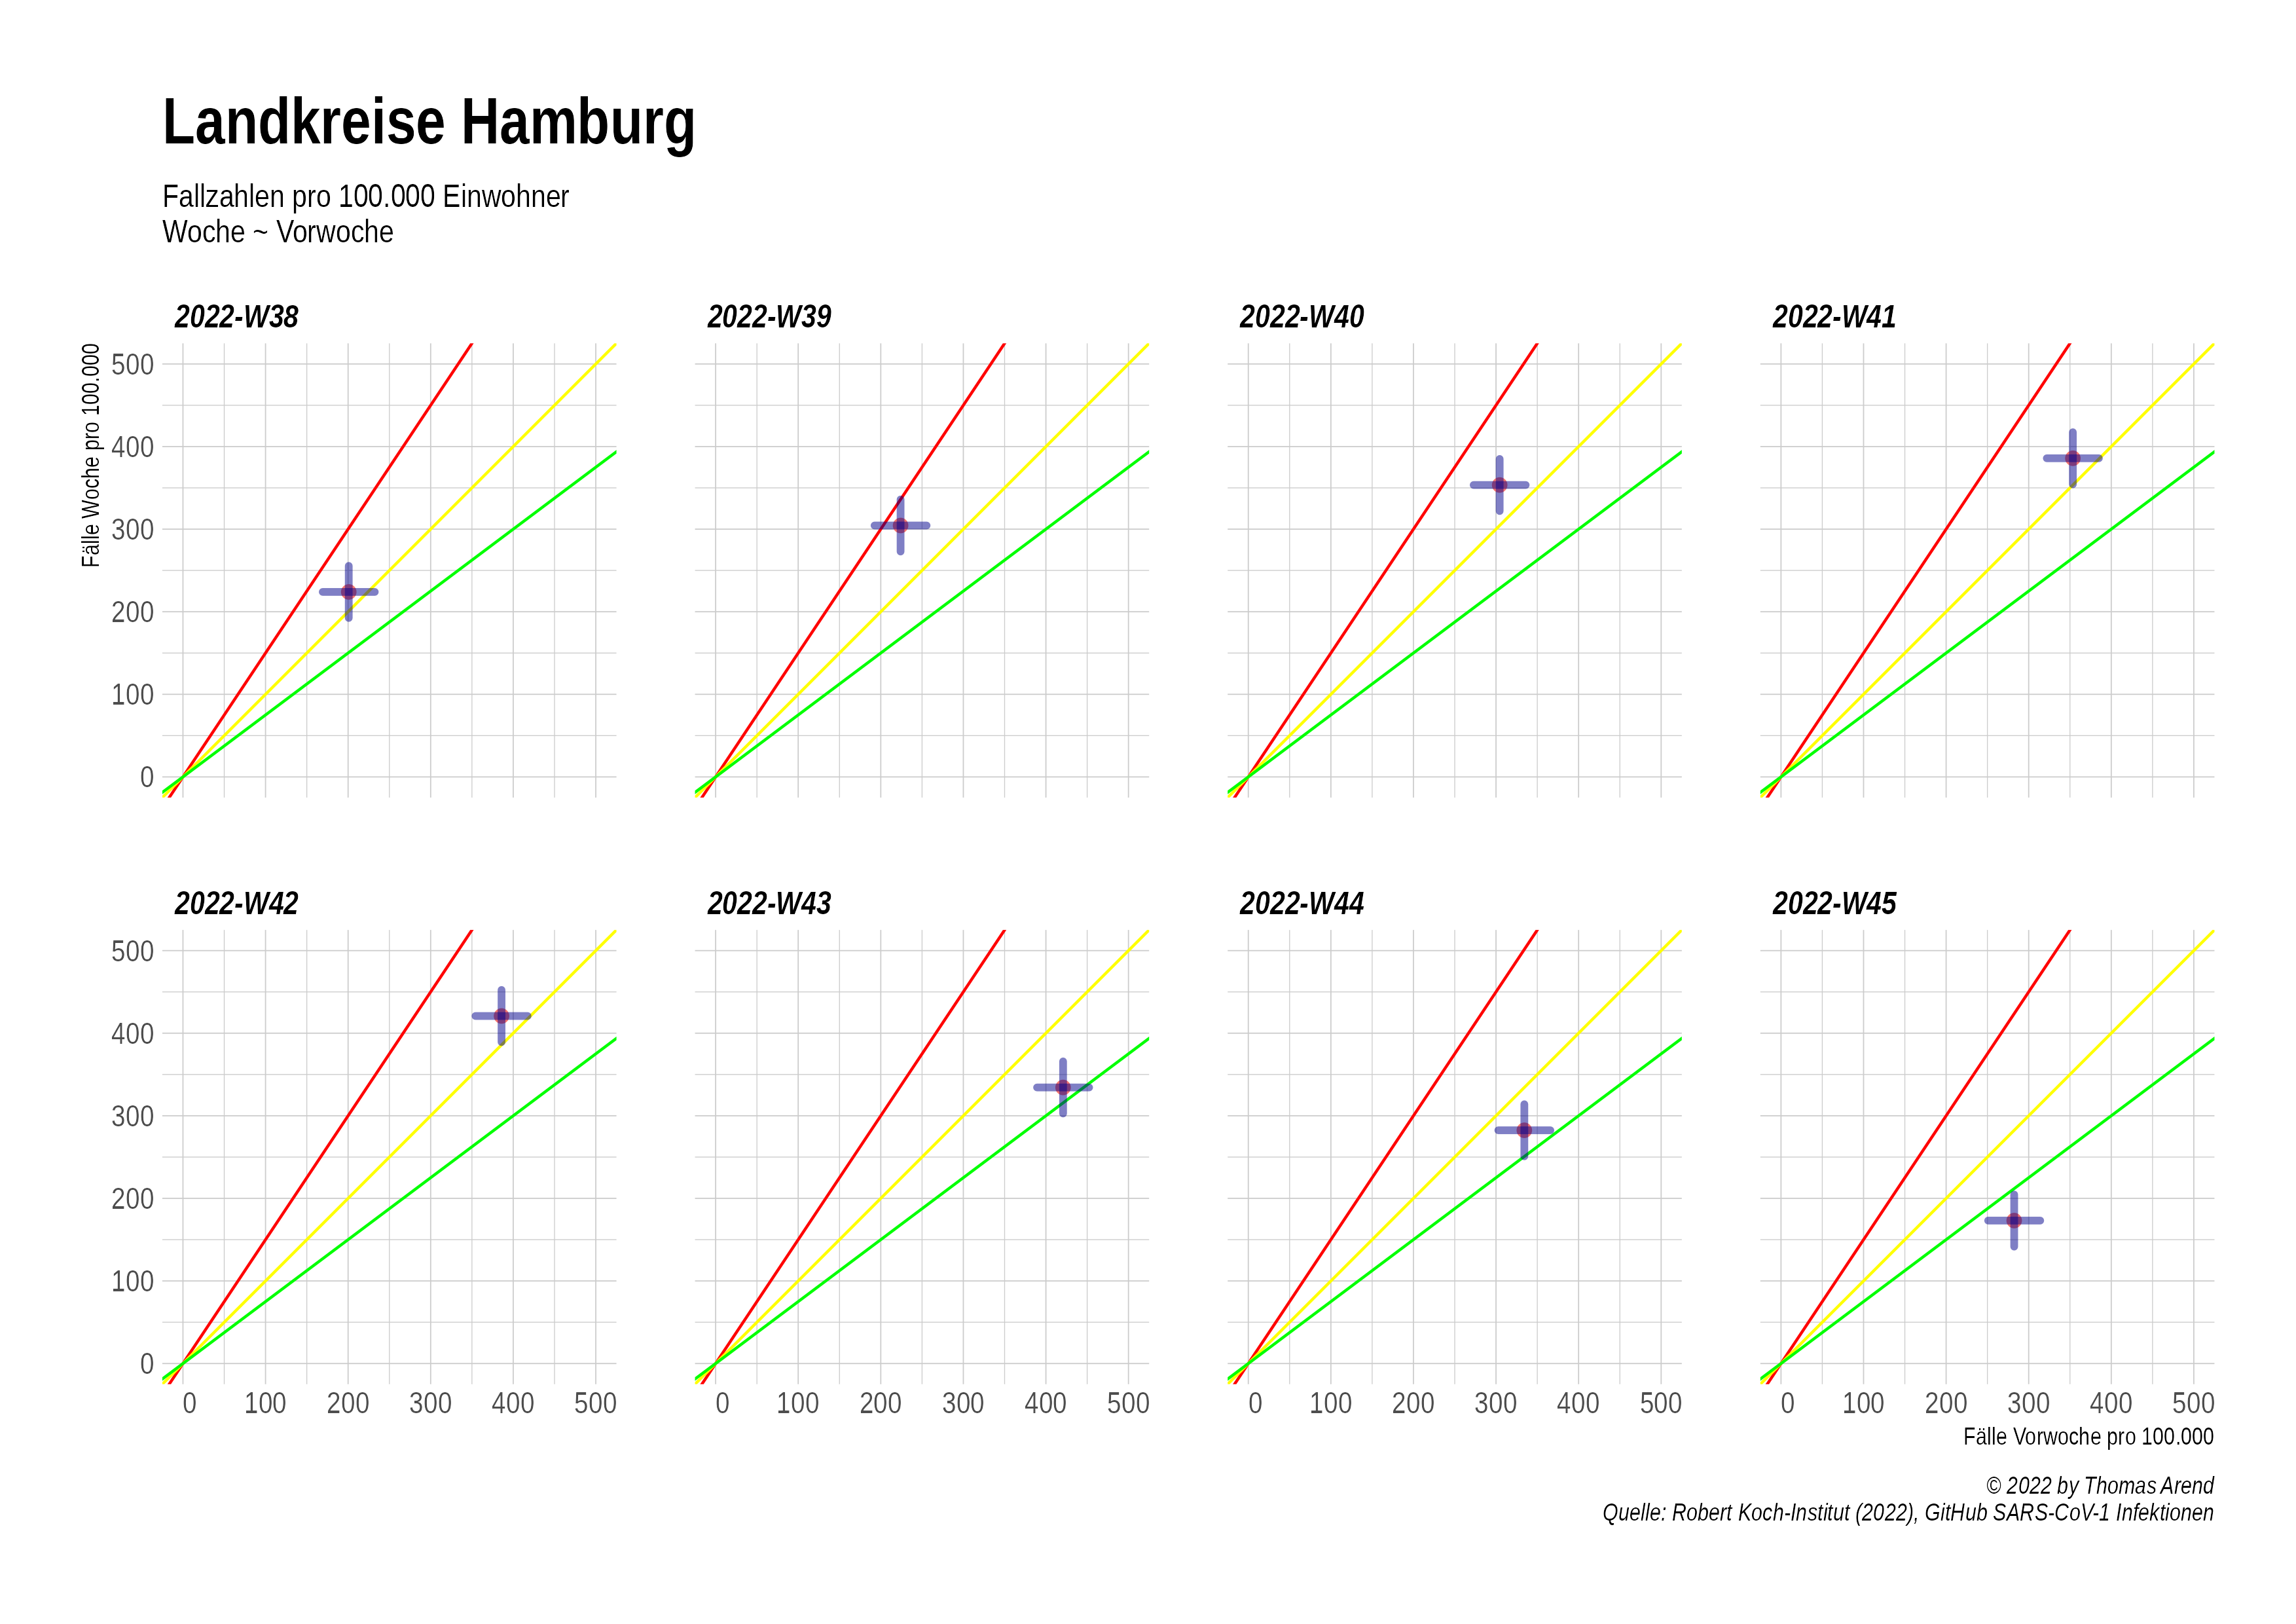 Landkreise Hamburg
Fallzahlen pro 100.000 Einwohner
Woche ~ Vorwoche
2022-W38
2022-W39
2022-W40
2022-W41
Fälle Woche pro 100.000
500
400
300
200
100
0
2022-W42
2022-W43
2022-W44
2022-W45
500
400
300
200
100
0
0 100 200 300 400 500
0 100 200 300 400 500
0 100 200 300 400 500
0 100 200 300 400 500
Fälle Vorwoche pro 100.000
© 2022 by Thomas Arend
Quelle: Robert Koch-Institut (2022), GitHub SARS-CoV-1 Infektionen